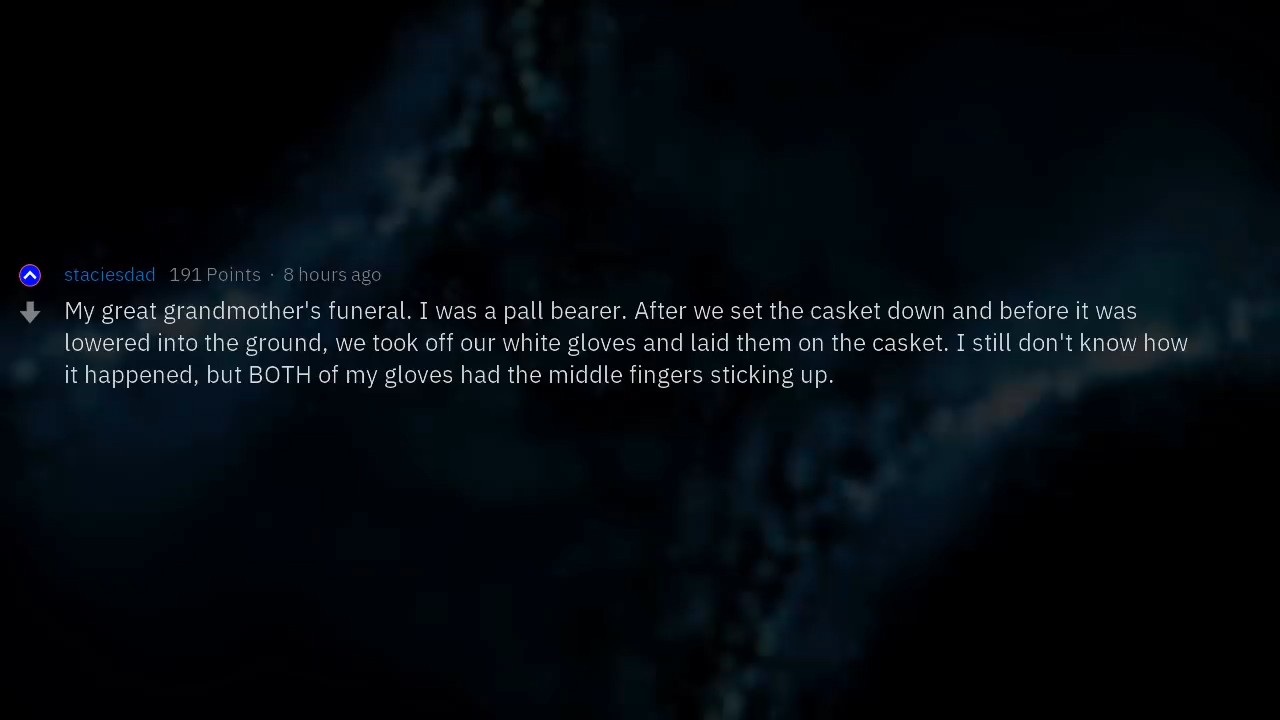 staciesdad 191 Points · 8 hours ago
My great grandmother's funeral. I was a pall bearer. After we set the casket down and before it was
lowered into the ground, we took off our white gloves and laid them on the casket. I still don't know how
it happened, but BOTH of my gloves had the middle fingers sticking up.